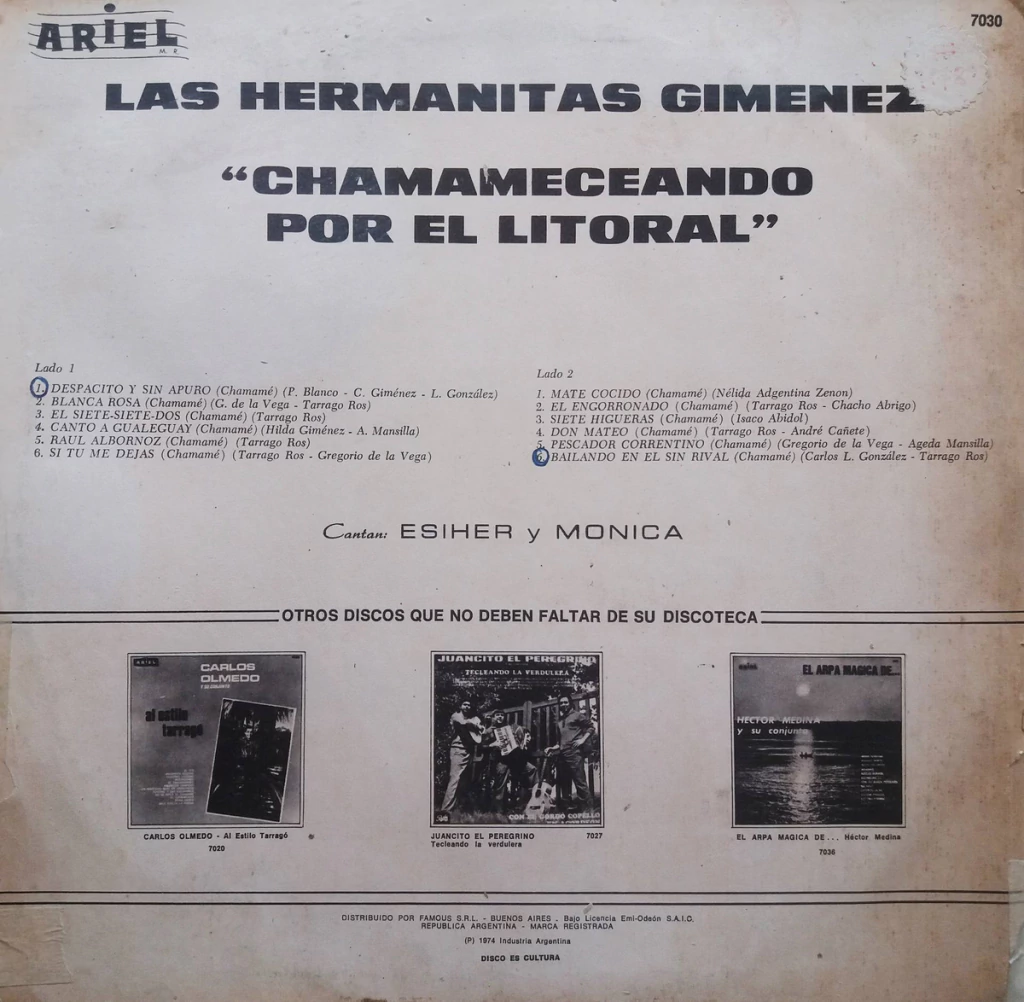 ARIEL
M. R.
7030
LAS HERMANITAS GIMENEZ
“CHAMAMECEANDO
POR EL LITORAL”
Lado 1
1. DESPACITO Y SIN APURO (Chamamé) (P. Blanco - C. Giménez - L. González)
2. BLANCA ROSA (Chamamé) (G. de la Vega - Tarrago Ros)
3. EL SIETE-SIETE-DOS (Chamamé) (Tarrago Ros)
4. CANTO A GUALEGUAY (Chamamé) (Hilda Giménez - A. Mansilla)
5. RAUL ALBORNOZ (Chamamé) (Tarrago Ros)
6. SI TU ME DEJAS (Chamamé) (Tarrago Ros - Gregorio de la Vega)
Lado 2
1. MATE COCIDO (Chamamé) (Nélida Adgentina Zenon)
2. EL ENGORRONADO (Chamamé) (Tarrago Ros - Chacho Abrigo)
3. SIETE HIGUERAS (Chamamé) (Isaco Abidol)
4. DON MATEO (Chamamé) (Tarrago Ros - André Cañete)
5. PESCADOR CORRENTINO (Chamamé) (Gregorio de la Vega - Ageda Mansilla)
6. BAILANDO EN EL SIN RIVAL (Chamamé) (Carlos L. González - Tarrago Ros)
Cantan: ESIHER y MONICA
OTROS DISCOS QUE NO DEBEN FALTAR DE SU DISCOTECA
ARIEL
CARLOS
OLMEDO
Y SU CONJUNTO
al estilo
tarragó
CARLOS OLMEDO - Al Estilo Tarragó
7020
JUANCITO EL PEREGRINO
TECLEANDO LA VERDULERA
CON EL GORDO COPELLO
JUANCITO EL PEREGRINO 7027
Tecleando la verdulera
EL ARPA MAGICA DE...
HECTOR MEDINA
y su conjunto
EL ARPA MAGICA DE... Héctor Medina
7036
DISTRIBUIDO POR FAMOUS S.R.L. - BUENOS AIRES . Bajo Licencia Emi-Odeón S.A.I.C.
REPUBLICA ARGENTINA - MARCA REGISTRADA
(P) 1974 Industria Argentina
DISCO ES CULTURA